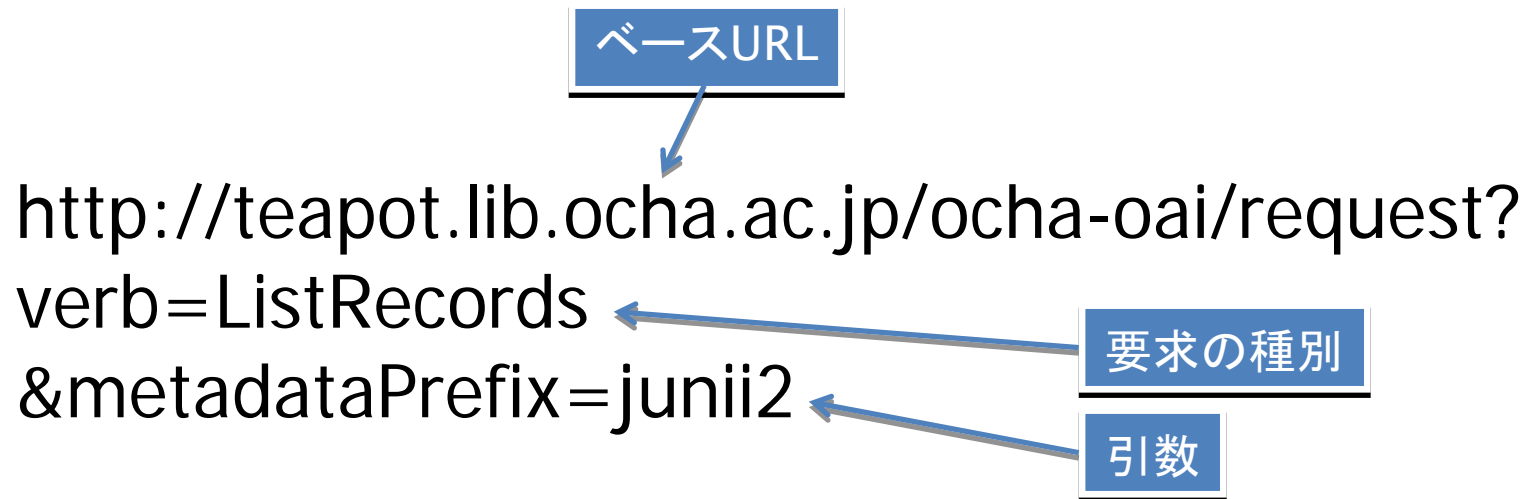 ベースURL
http://teapot.lib.ocha.ac.jp/ocha-oai/request?
verb=ListRecords
要求の種別
&metadataPrefix=junii2
引数